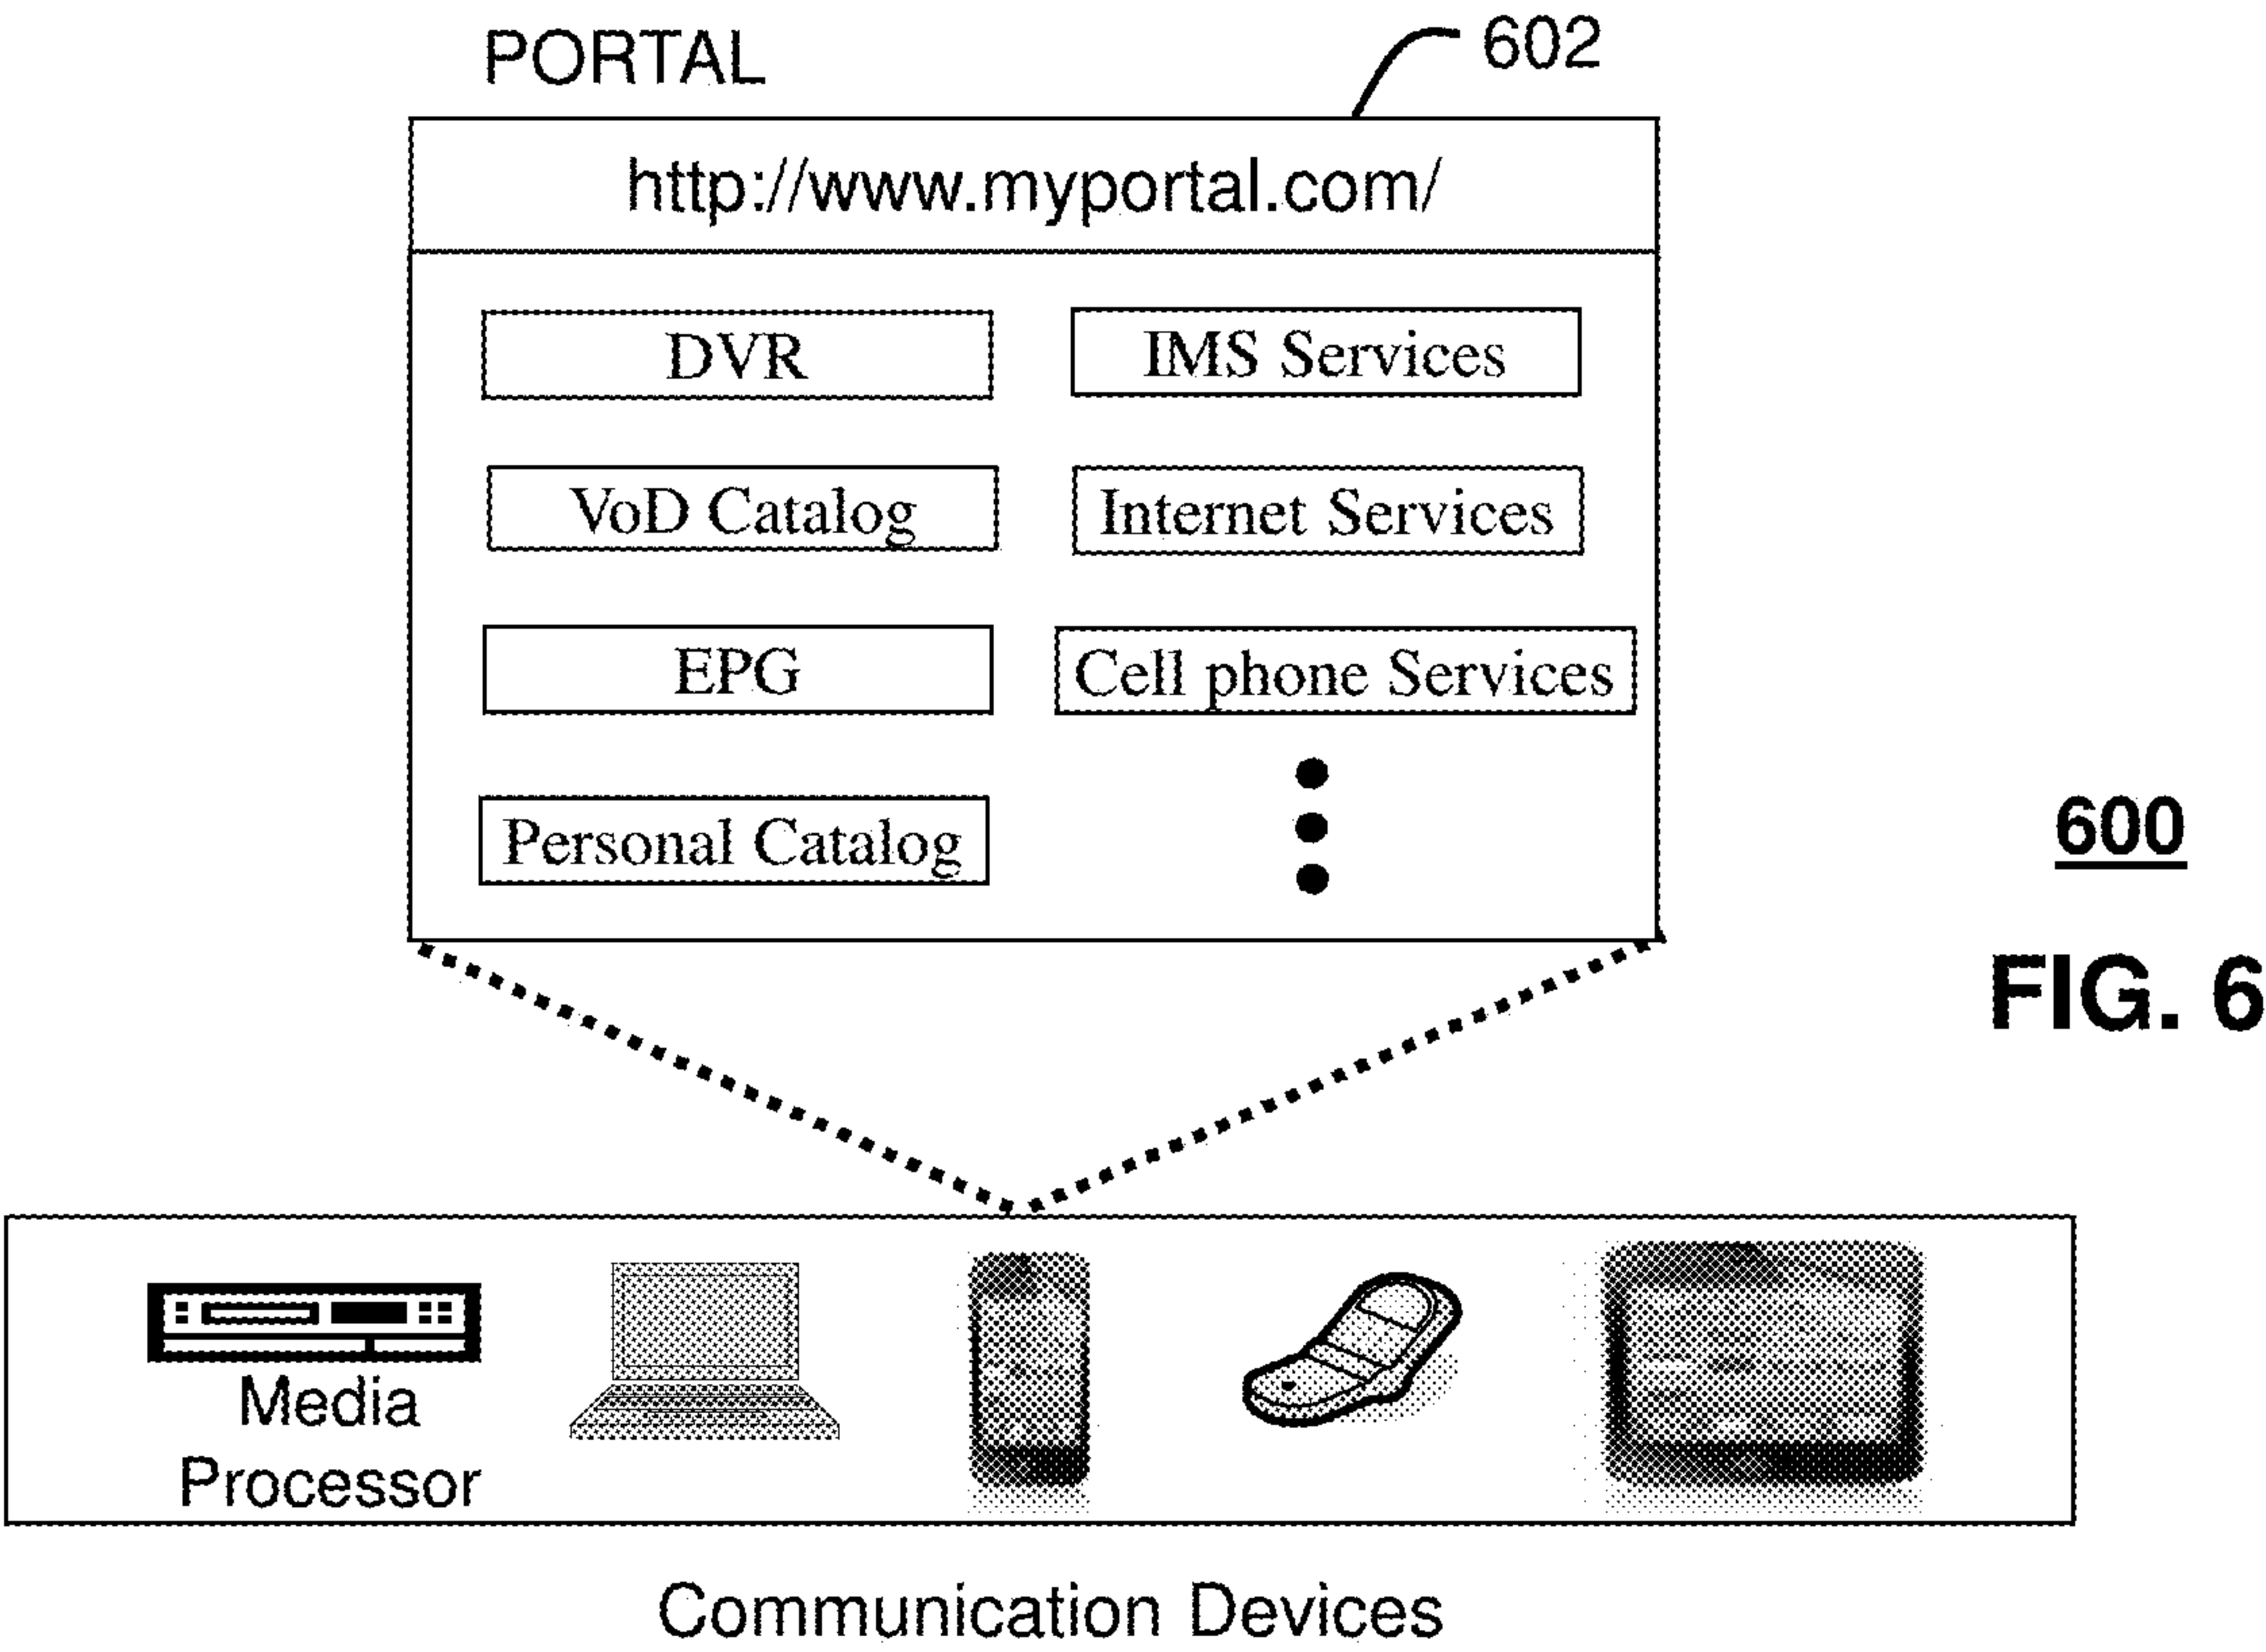 PORTAL
602
http://www.myportal.com/
DVR
IMS Services
VoD Catalog
Internet Services
EPG
Cell phone Services
Personal Catalog
600
FIG. 6
Media
Processor
Communication Devices